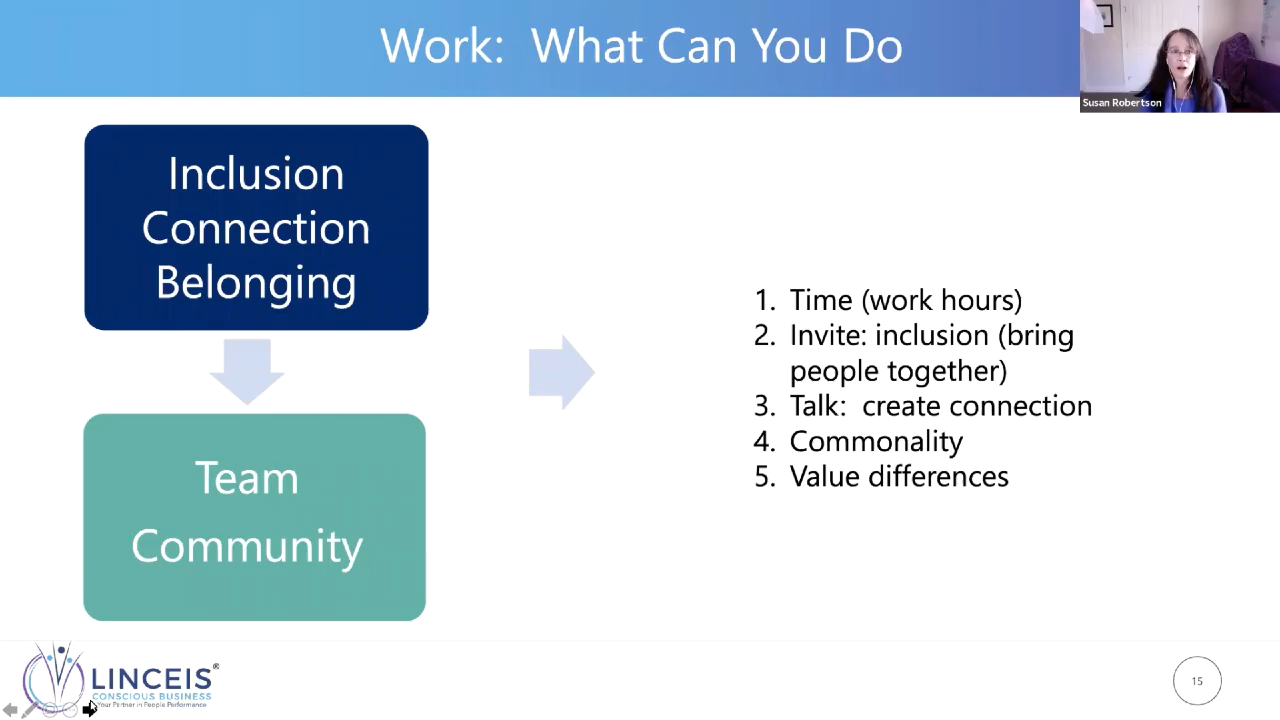 Work:  What Can You Do
Susan Robertson
Inclusion
Connection
Belonging
Team
Community
1. Time (work hours)
2. Invite: inclusion (bring
people together)
3. Talk:  create connection
4. Commonality
5. Value differences
LINCEIS®
CONSCIOUS BUSINESS
Your Partner in People Performance
15